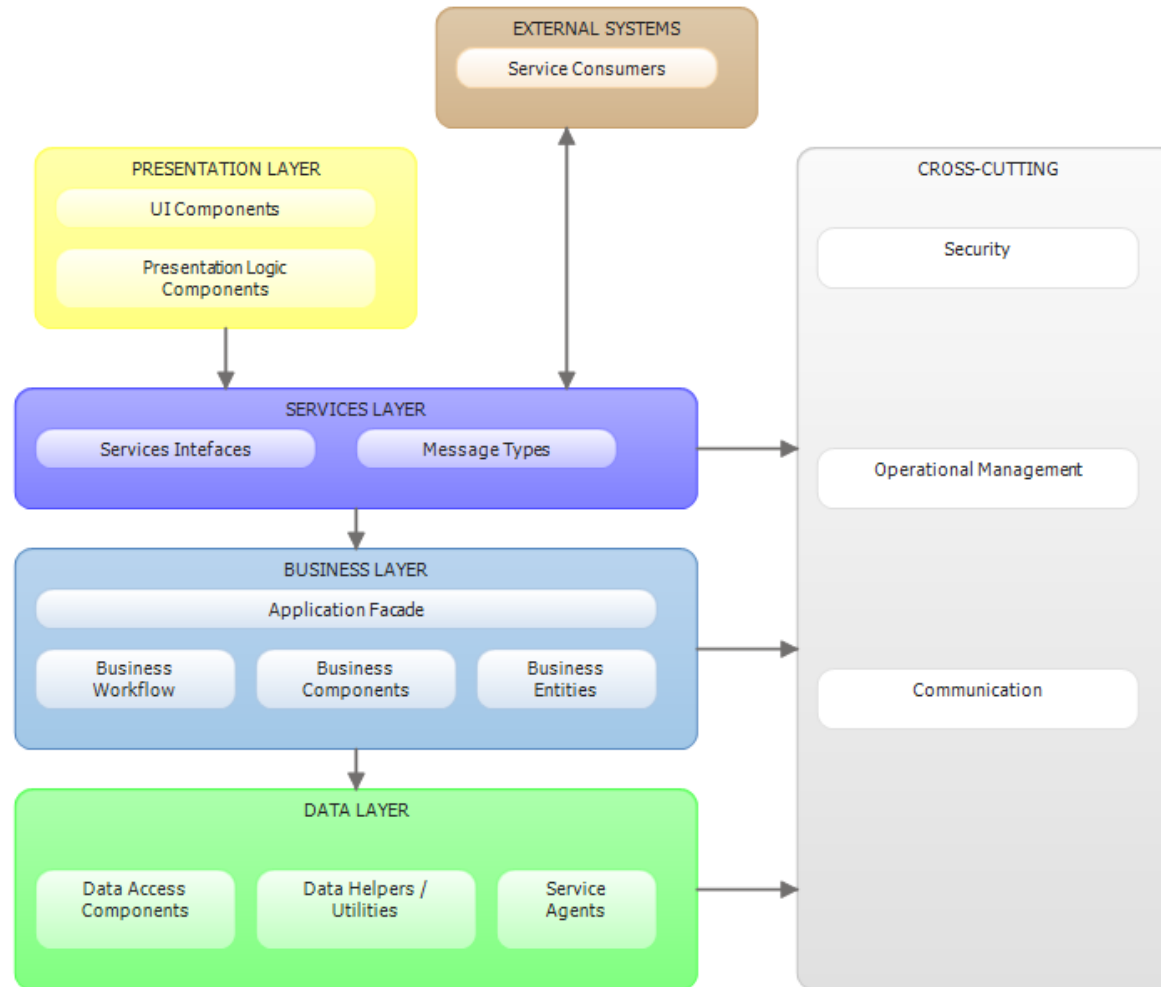 EXTERNAL SYSTEMS
Service Consumers
PRESENTATION LAYER
UI Components
Presentation Logic
Components
CROSS-CUTTING
Security
Operational Management
Communication
SERVICES LAYER
Services Intefaces
Message Types
BUSINESS LAYER
Application Facade
Business
Workflow
Business
Components
Business
Entities
DATA LAYER
Data Access
Components
Data Helpers /
Utilities
Service
Agents